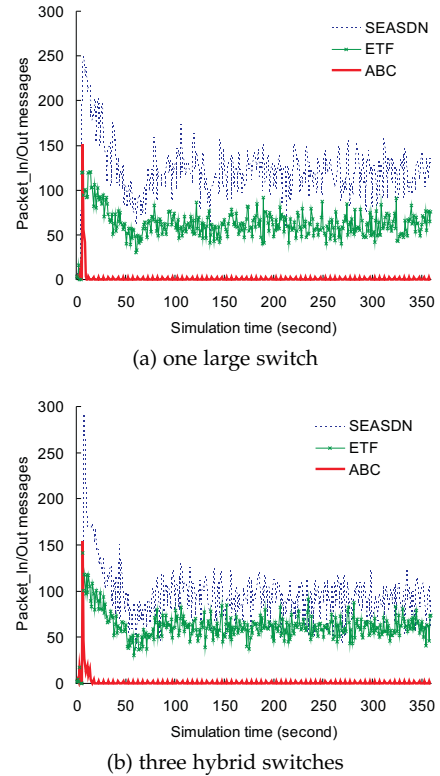 300
250
200
150
100
50
0
Packet_In/Out messages
SEASDN
ETF
ABC
0 50 100 150 200 250 300 350
Simulation time (second)
(a) one large switch
300
250
200
150
100
50
0
Packet_In/Out messages
SEASDN
ETF
ABC
0 50 100 150 200 250 300 350
Simulation time (second)
(b) three hybrid switches